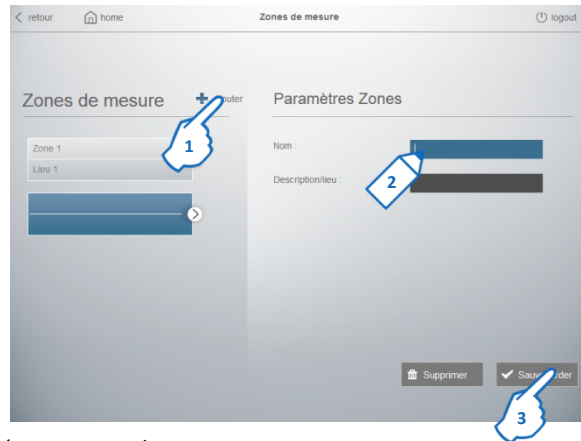 retour home Zones de mesure logout
Zones de mesure Paramètres Zones
1
Zone 1
Lieu 1
Nom :
2
Description/lieu :
Supprimer
3